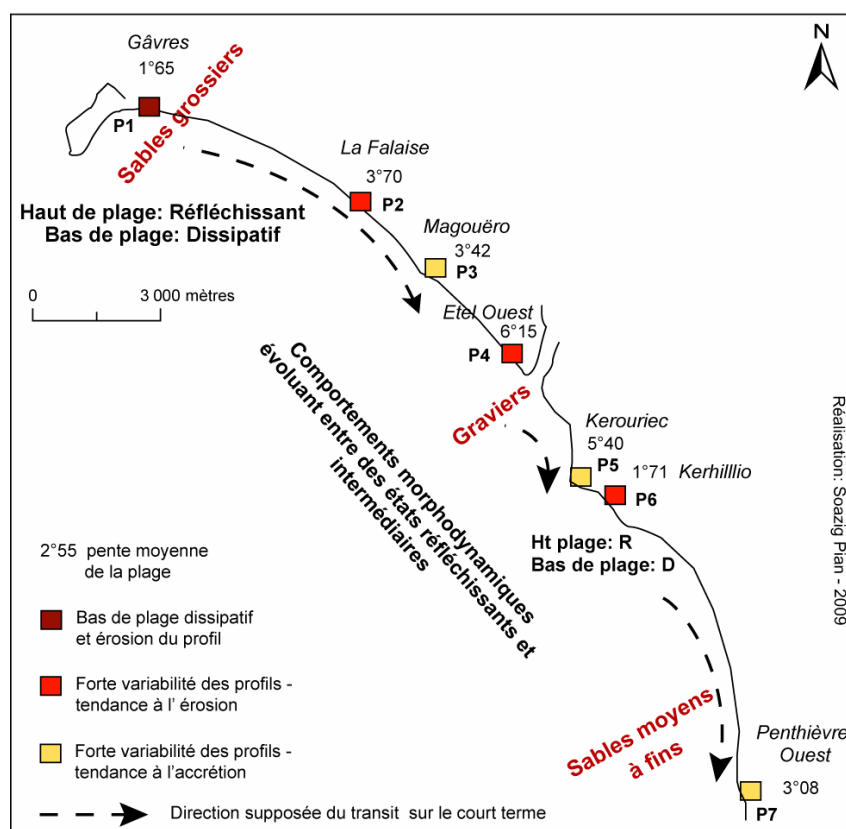 Gâvres
1°65
P1
Sables grossiers
N
La Falaise
3°70
P2
Haut de plage: Réfléchissant
Bas de plage: Dissipatif
Magouëro
3°42
P3
0 3 000 mètres
Etel Ouest
6°15
P4
Comportements morphodynamiques
évoluant entre des états réfléchissants et
intermédiaires
Graviers
Kerouriec
5°40
P5
1°71 Kerhilllio
P6
Réalisation: Soazig Pian - 2009
Ht plage: R
Bas de plage: D
2°55 pente moyenne
de la plage
Bas de plage dissipatif
et érosion du profil
Forte variabilité des profils -
tendance à l' érosion
Forte variabilité des profils -
tendance à l'accrétion
Direction supposée du transit sur le court terme
Sables moyens
à fins
Penthièvre
Ouest
3°08
P7